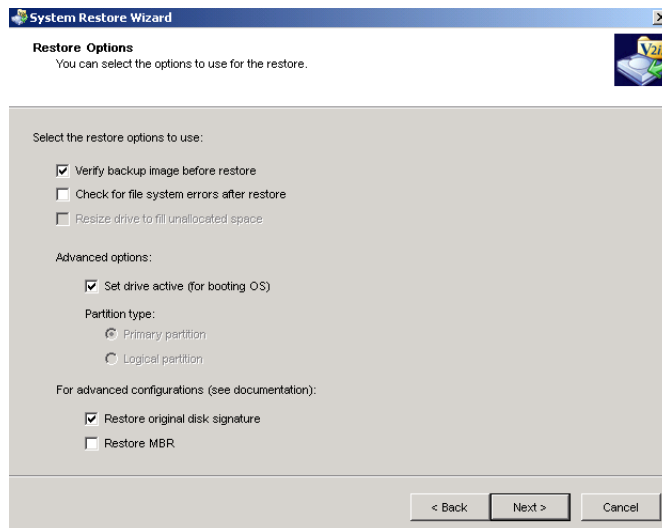 System Restore Wizard
Restore Options
You can select the options to use for the restore.
V2i
Select the restore options to use:
Verify backup image before restore
Check for file system errors after restore
Resize drive to fill unallocated space
Advanced options:
Set drive active (for booting OS)
Partition type:
Primary partition
Logical partition
For advanced configurations (see documentation):
Restore original disk signature
Restore MBR
< Back
Next >
Cancel